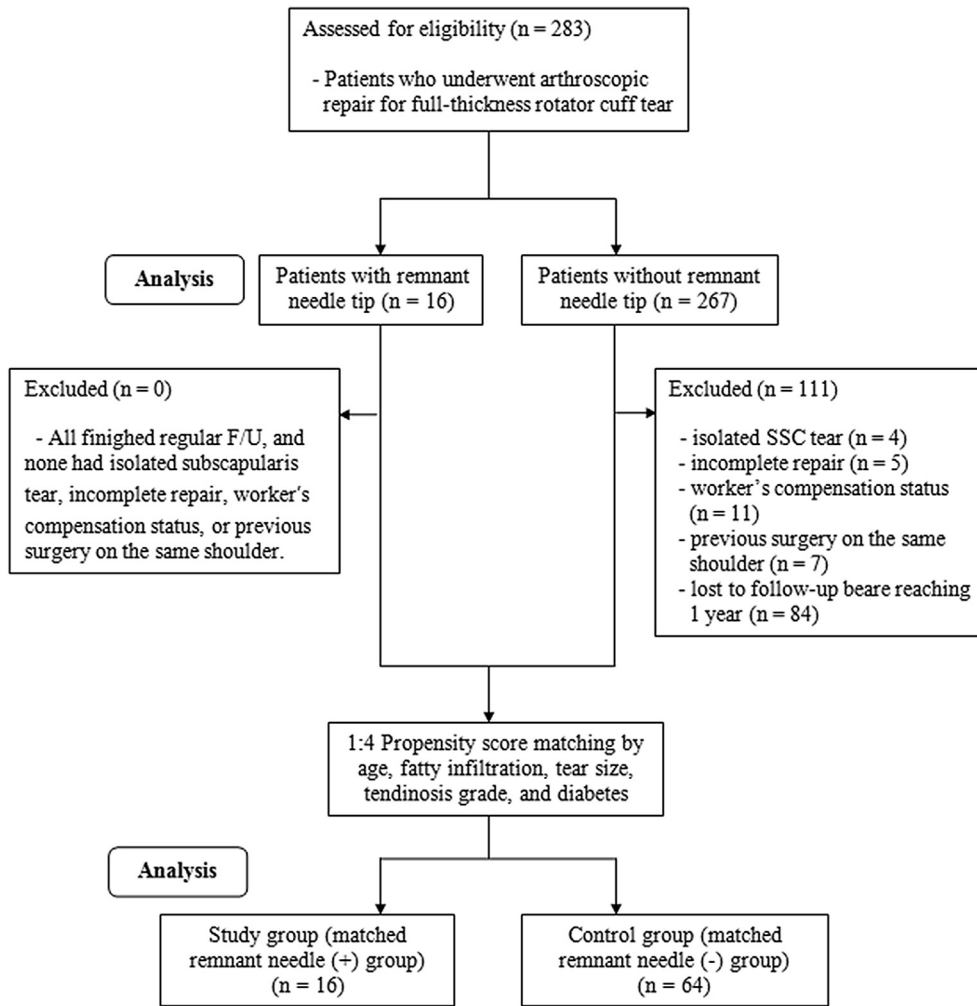 Assessed for eligibility (n = 283)
- Patients who underwent arthroscopic
repair for full-thickness rotator cuff tear
Analysis
Patients with remnant
needle tip (n = 16)
Patients without remnant
needle tip (n = 267)
Excluded (n = 0)
- All finighed regular F/U, and
none had isolated subscapularis
tear, incomplete repair, worker's
compensation status, or previous
surgery on the same shoulder.
Excluded (n = 111)
- isolated SSC tear (n = 4)
- incomplete repair (n = 5)
- worker’s compensation status
(n = 11)
- previous surgery on the same
shoulder (n = 7)
- lost to follow-up beare reaching
1 year (n = 84)
1:4 Propensity score matching by
age, fatty infiltration, tear size,
tendinosis grade, and diabetes
Analysis
Study group (matched
remnant needle (+) group)
(n = 16)
Control group (matched
remnant needle (-) group)
(n = 64)